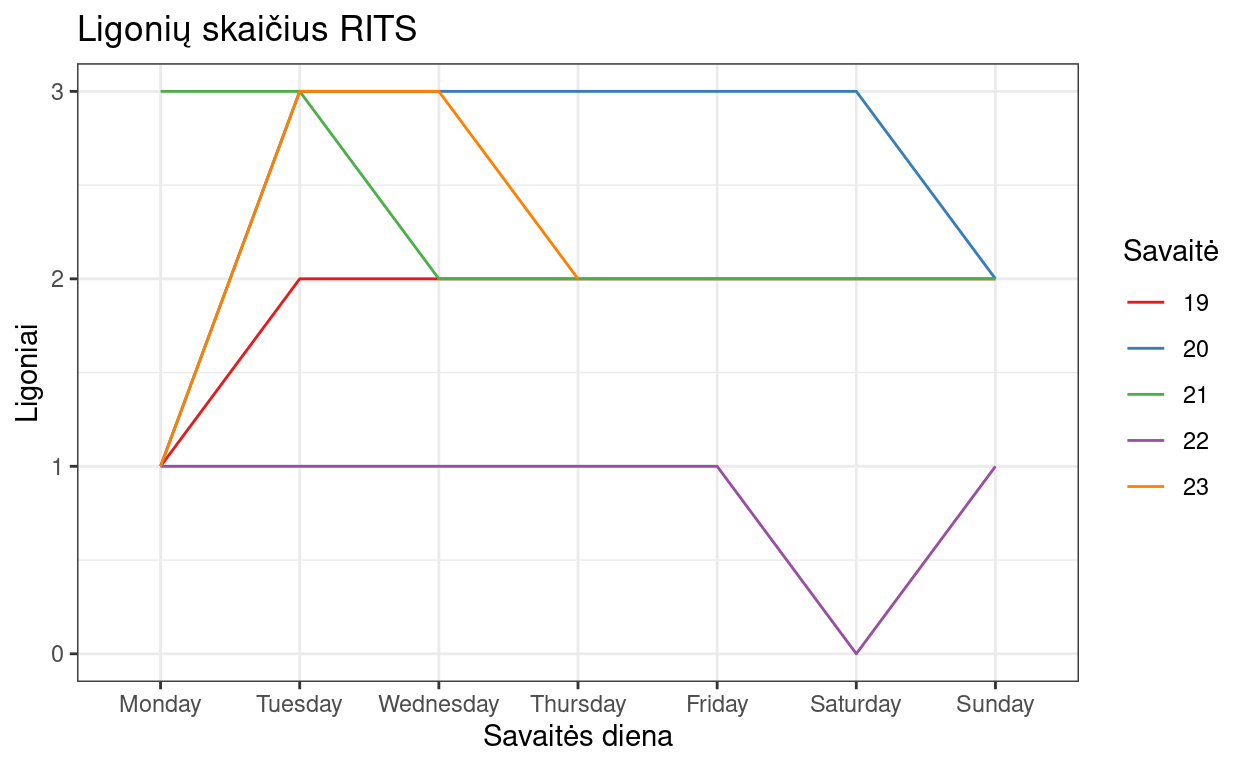 Ligonių skaičius RITS
3
2
1
0
Ligoniai
Monday Tuesday Wednesday Thursday Friday Saturday Sunday
Savaitės diena
Savaitė
19
20
21
22
23